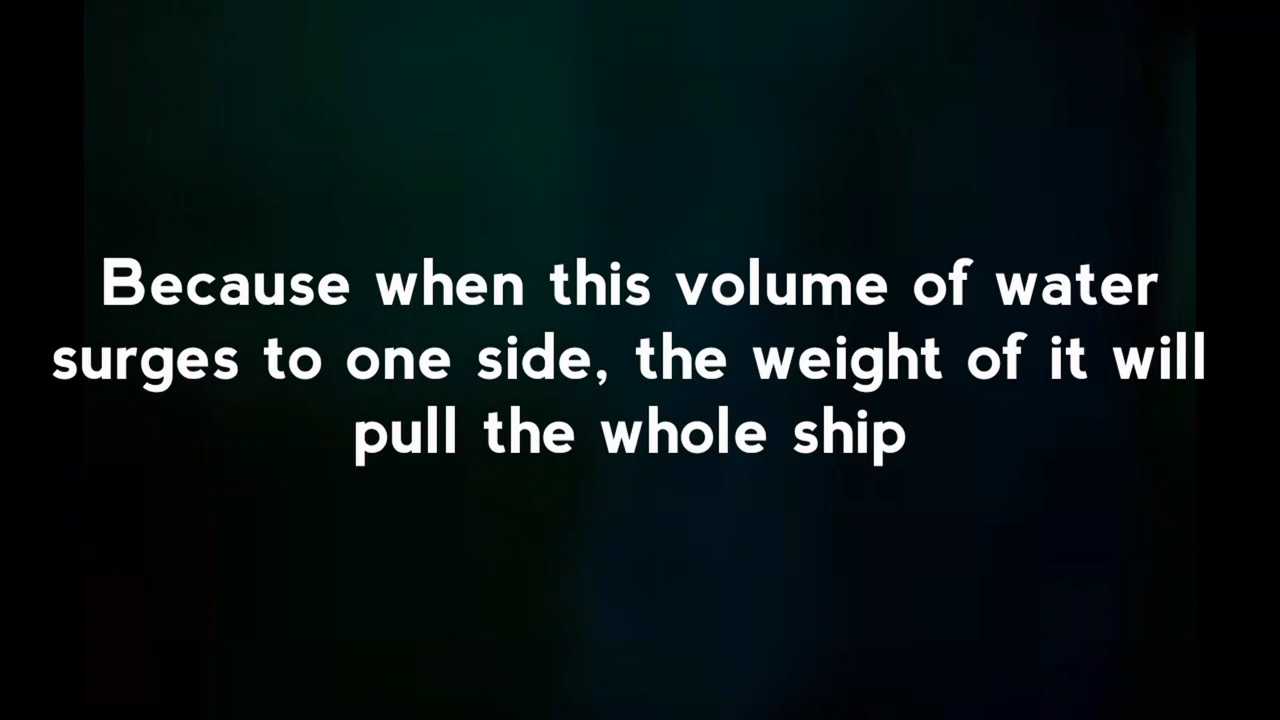 Because when this volume of water
surges to one side, the weight of it will
pull the whole ship